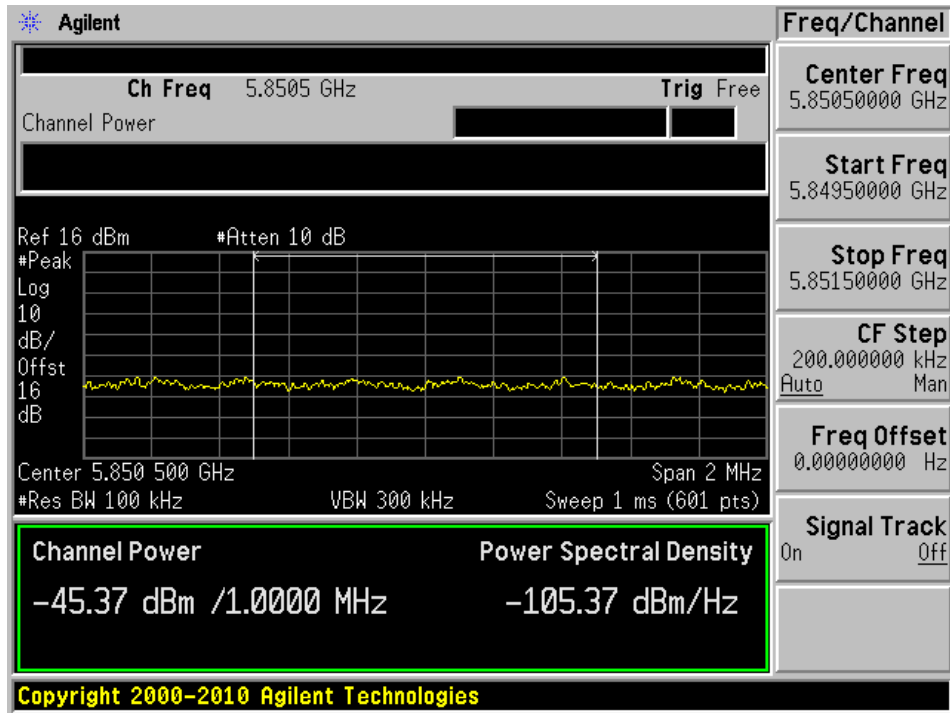 Agilent
Freq/Channel
Ch Freq 5.8505 GHz Trig Free
Channel Power
Ref 16 dBm #Atten 10 dB
#Peak
Log
10
dB/
Offst
16
dB
Center 5.850 500 GHz Span 2 MHz
#Res BW 100 kHz VBW 300 kHz Sweep 1 ms (601 pts)
Channel Power Power Spectral Density
-45.37 dBm /1.0000 MHz -105.37 dBm/Hz
Copyright 2000-2010 Agilent Technologies
Center Freq
5.85050000 GHz
Start Freq
5.84950000 GHz
Stop Freq
5.85150000 GHz
CF Step
200.000000 kHz
Auto Man
Freq Offset
0.00000000 Hz
Signal Track
On Off